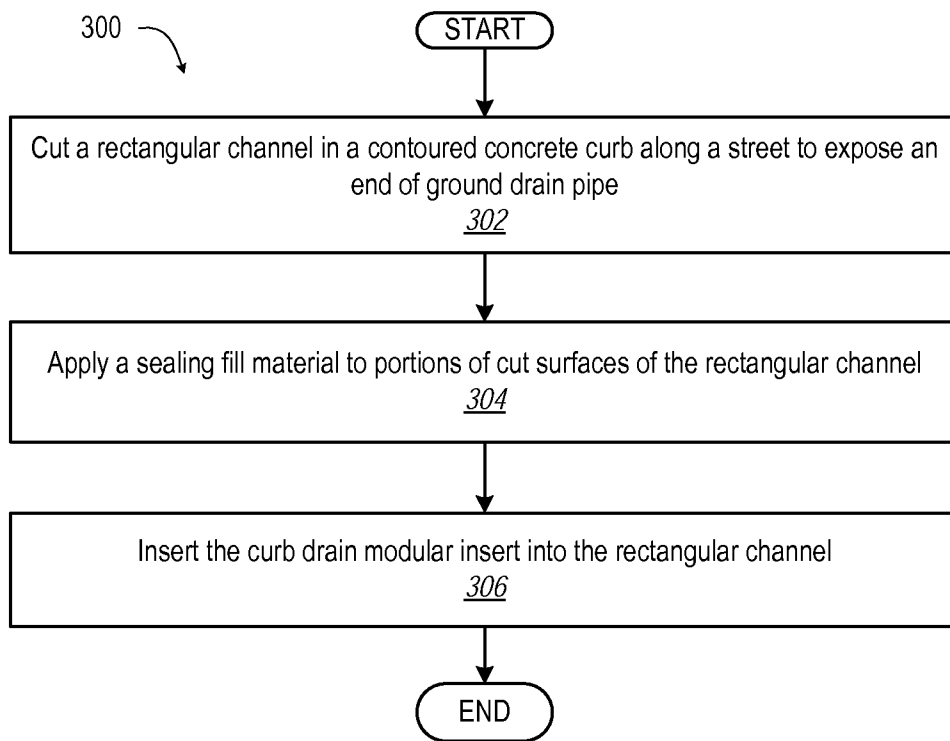 300
START
Cut a rectangular channel in a contoured concrete curb along a street to expose an
end of ground drain pipe
302
Apply a sealing fill material to portions of cut surfaces of the rectangular channel
304
Insert the curb drain modular insert into the rectangular channel
306
END